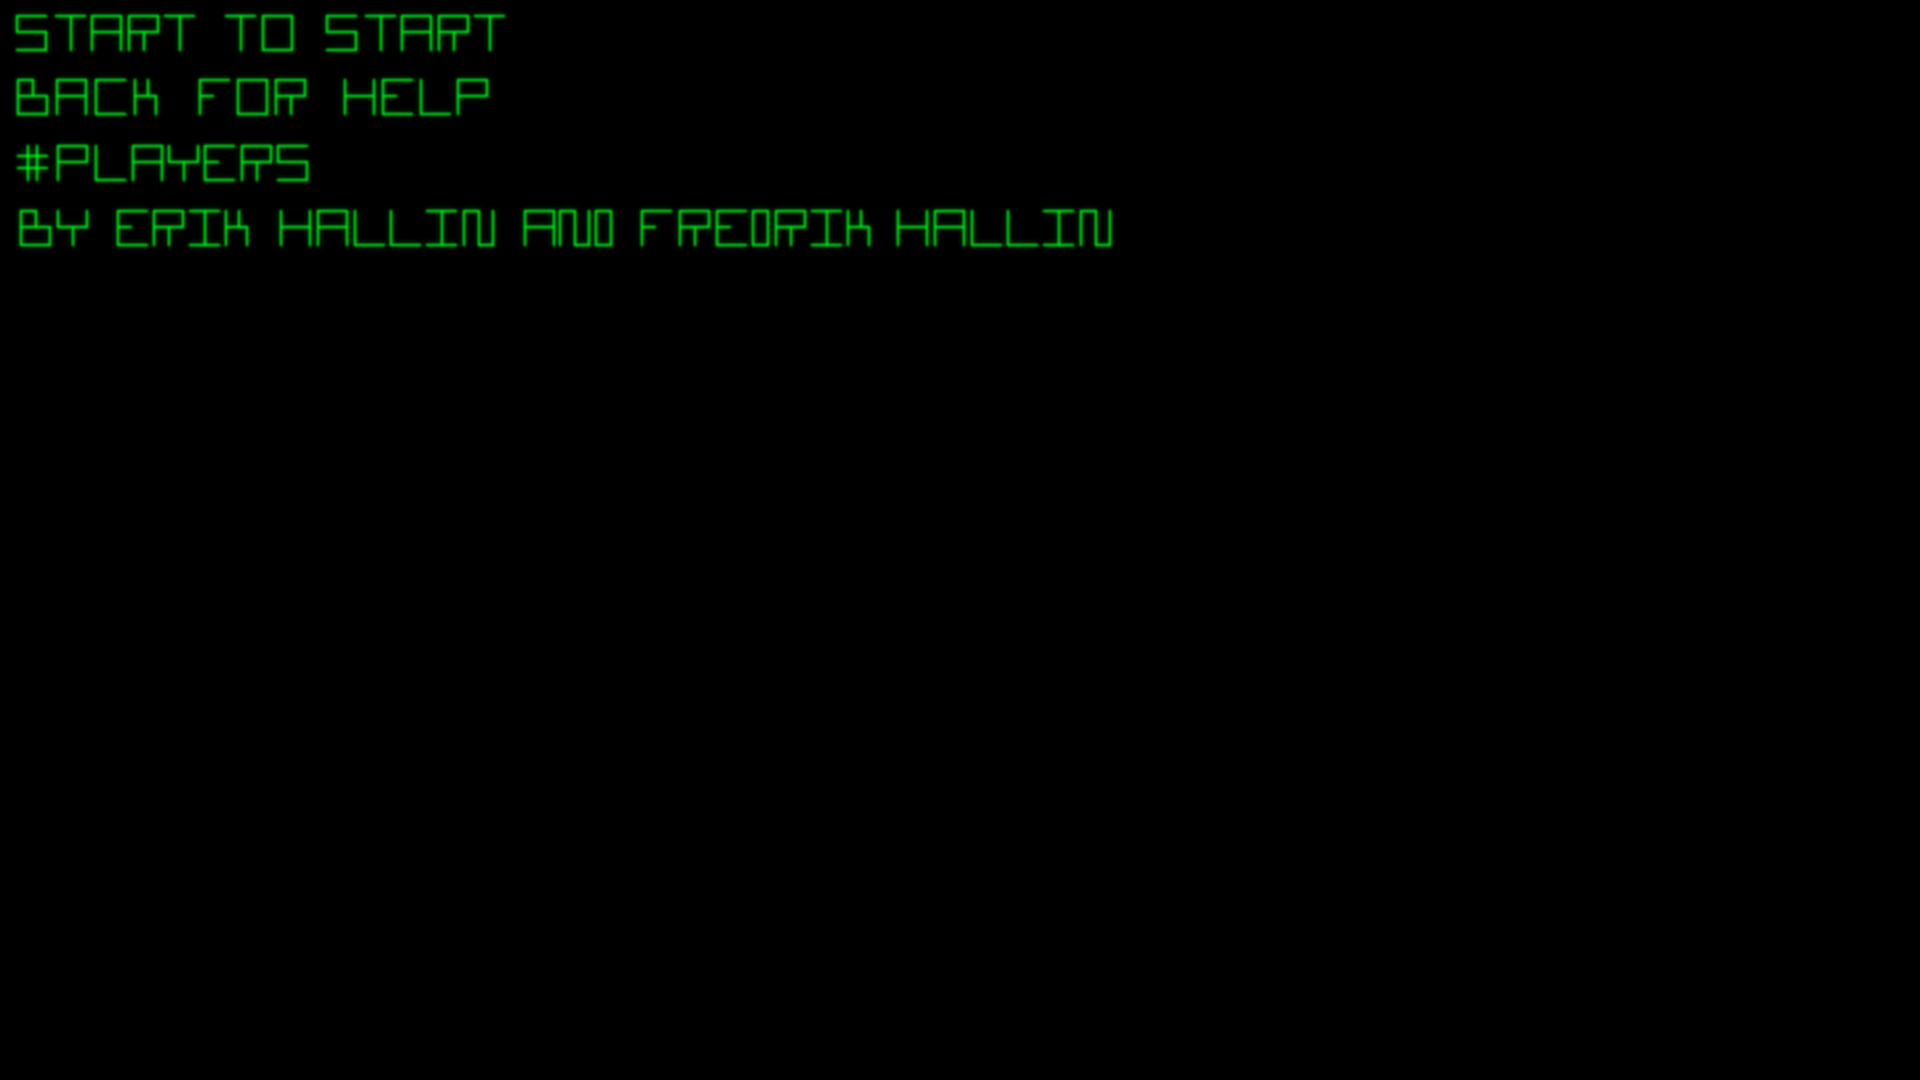 START TO START
BACK FOR HELP
#PLAYERS
BY ERIK HALLIN AND FREDRIK HALLIN